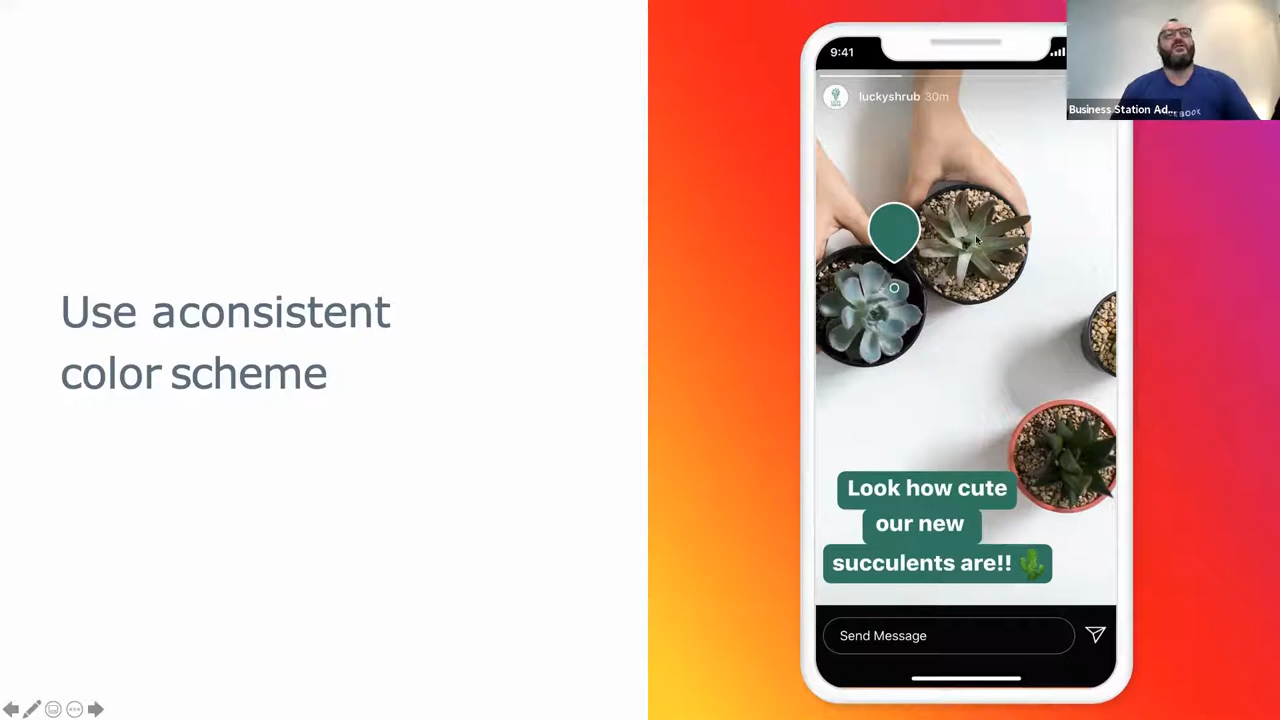 Use aconsistent
color scheme
9:41
luckyshrub 30m
Business Station Ad...
EBOOK
Look how cute
our new
succulents are!! 🌵
Send Message